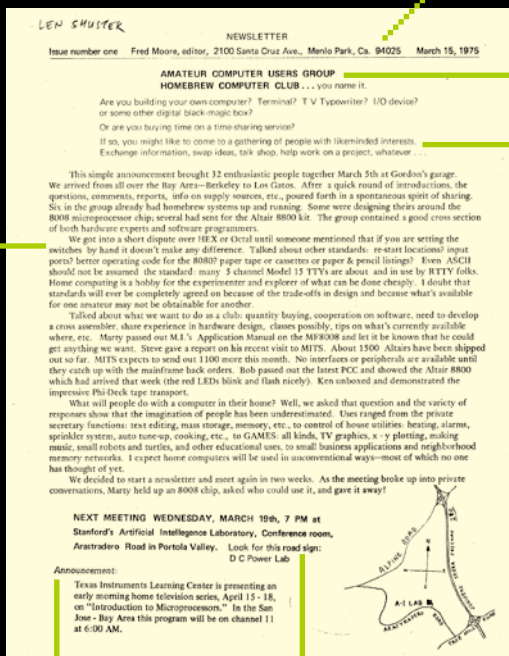 LEN SHUSTER
NEWSLETTER
Issue number one Fred Moore, editor, 2100 Santa Cruz Ave., Menlo Park, Ca. 94025 March 15, 1975
AMATEUR COMPUTER USERS GROUP
HOMEBREW COMPUTER CLUB . . . you name it.
Are you building your own computer? Terminal? T V Typewriter? I/O device?
or some other digital black-magic box?
Or are you buying time on a time-sharing service?
If so, you might like to come to a gathering of people with likeminded interests.
Exchange information, swap ideas, talk shop, help work on a project, whatever . . .
This simple announcement brought 32 enthusiastic people together March 5th at Gordon's garage.
We arrived from all over the Bay Area—Berkeley to Los Gatos. After a quick round of introductions, the
questions, comments, reports, info on supply sources, etc., poured forth in a spontaneous spirit of sharing.
Six in the group already had homebrew systems up and running. Some were designing theirs around the
8008 microprocessor chip; several had sent for the Altair 8800 kit. The group contained a good cross section
of both hardware experts and software programmers.
We got into a short dispute over HEX or Octal until someone mentioned that if you are setting the
switches by hand it doesn't make any difference. Talked about other standards: re-start locations? input
ports? better operating code for the 8080? paper tape or cassettes or paper & pencil listings? Even ASCII
should not be assumed the standard: many 5 channel Model 15 TTYs are about and in use by RTTY folks.
Home computing is a hobby for the experimenter and explorer of what can be done cheaply. I doubt that
standards will ever be completely agreed on because of the trade-offs in design and because what's available
for one amateur may not be obtainable for another.
Talked about what we want to do as a club: quantity buying, cooperation on software, need to develop
a cross assembler, share experience in hardware design, classes possibly, tips on what's currently available
where, etc. Marty passed out M.I.'s Application Manual on the MF8008 and let it be known that he could
get anything we want. Steve gave a report on his recent visit to MITS. About 1500 Altairs have been shipped
out so far. MITS expects to send out 1100 more this month. No interfaces or peripherals are available until
they catch up with the mainframe back orders. Bob passed out the latest PCC and showed the Altair 8800
which had arrived that week (the red LEDs blink and flash nicely). Ken unboxed and demonstrated the
impressive Phi-Deck tape transport.
What will people do with a computer in their home? Well, we asked that question and the variety of
responses show that the imagination of people has been underestimated. Uses ranged from the private
secretary functions: text editing, mass storage, memory, etc., to control of house utilities: heating, alarms,
sprinkler system, auto tune-up, cooking, etc., to GAMES: all kinds, TV graphics, x - y plotting, making
music, small robots and turtles, and other educational uses, to small business applications and neighborhood
memory networks. I expect home computers will be used in unconventional ways—most of which no one
has thought of yet.
We decided to start a newsletter and meet again in two weeks. As the meeting broke up into private
conversations, Marty held up an 8008 chip, asked who could use it, and gave it away!
NEXT MEETING WEDNESDAY, MARCH 19th, 7 PM at
Stanford's Artificial Intellegence Laboratory, Conference room,
Arastradero Road in Portola Valley. Look for this road sign:
D C Power Lab
Announcement:
Texas Instruments Learning Center is presenting an
early morning home television series, April 15 - 18,
on "Introduction to Microprocessors." In the San
Jose - Bay Area this program will be on channel 11
at 6:00 AM.
ALPINE ROAD
N
A-I LAB
ARASTRADERO ROAD
PAGE MILL ROAD